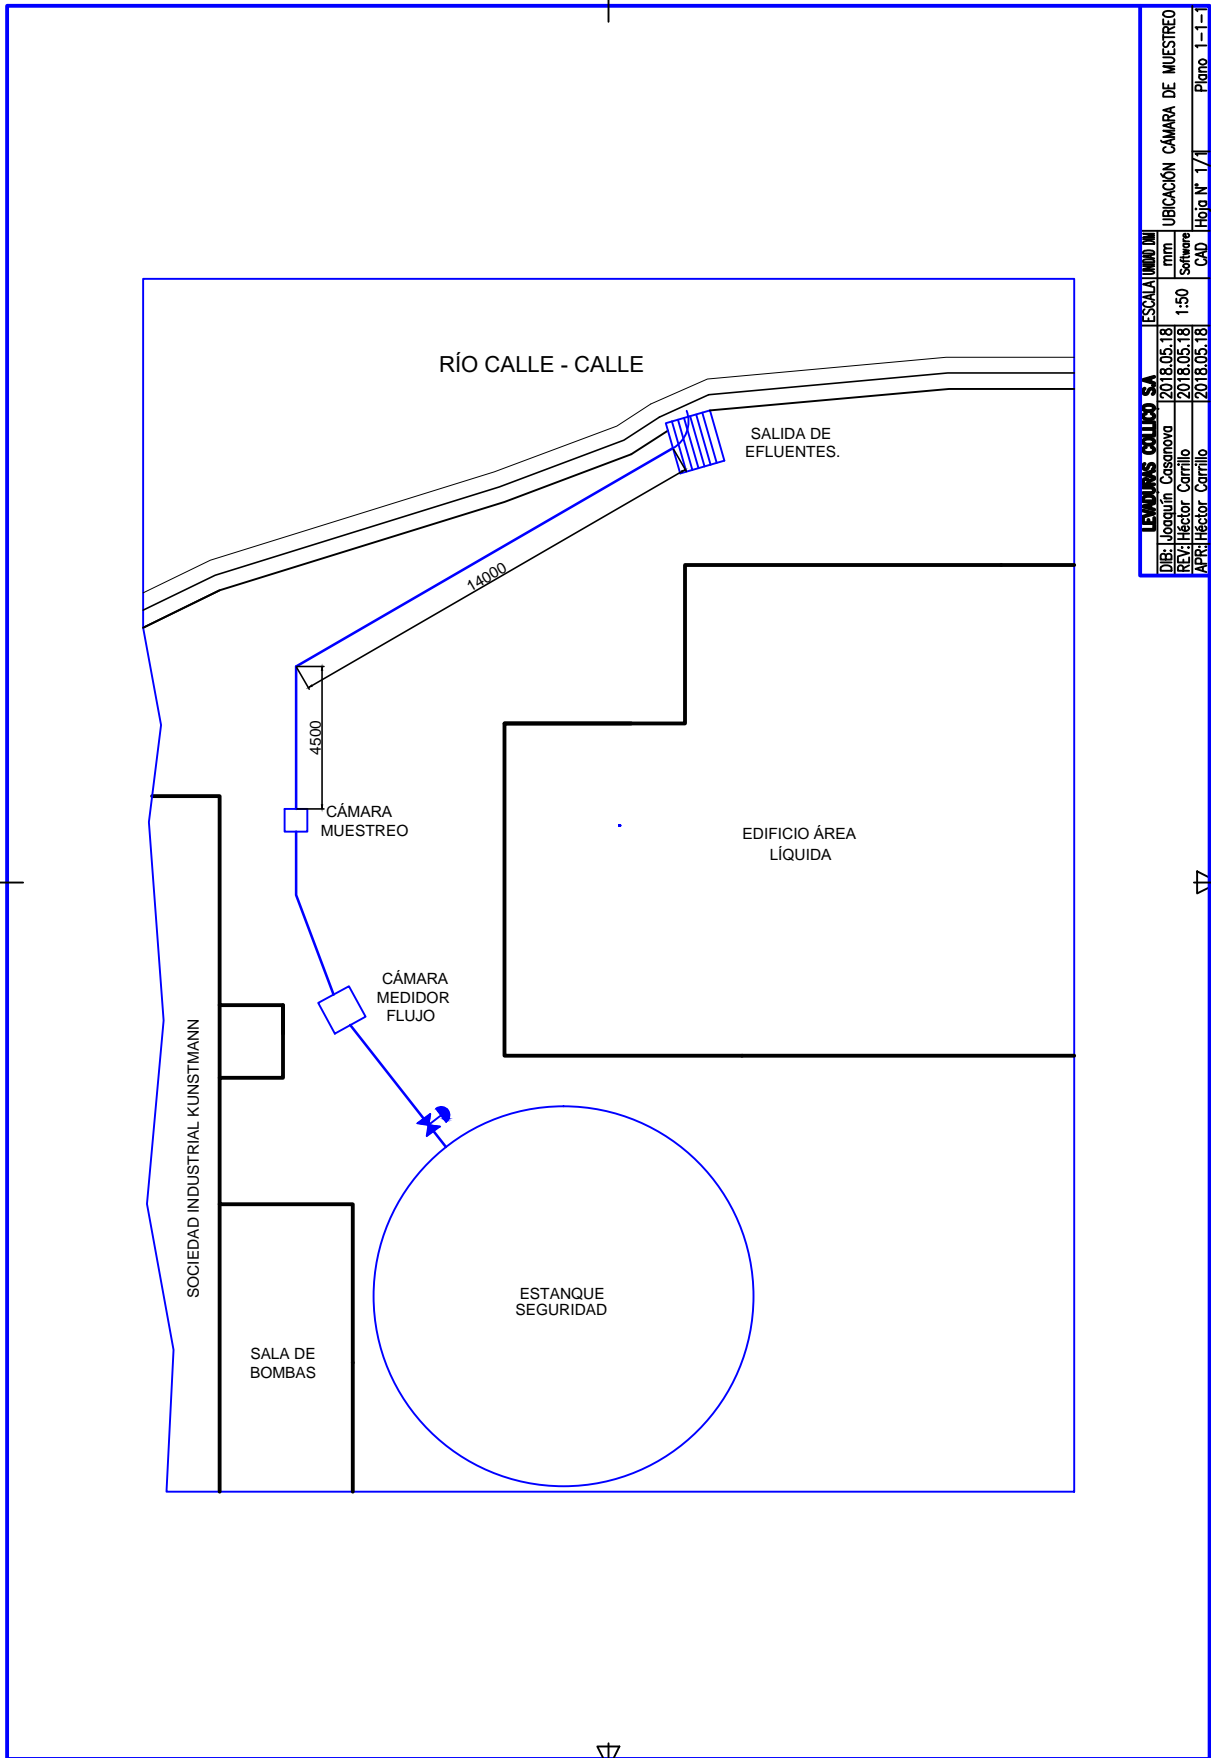 RÍO CALLE - CALLE
SALIDA DE
EFLUENTES.
14000
4500
CÁMARA
MUESTREO
EDIFICIO ÁREA
LÍQUIDA
CÁMARA
MEDIDOR
FLUJO
SOCIEDAD INDUSTRIAL KUNSTMANN
ESTANQUE
SEGURIDAD
SALA DE
BOMBAS
LEVADURAS COLLICO S.A ESCALA UNIDAD DIM
DIB: Joaquín Casanova 2018.05.18 1:50 mm UBICACIÓN CÁMARA DE MUESTREO
REV: Héctor Carrillo 2018.05.18 Software
APR: Héctor Carrillo 2018.05.18 CAD Hoja N° 1/1 Plano 1-1-1